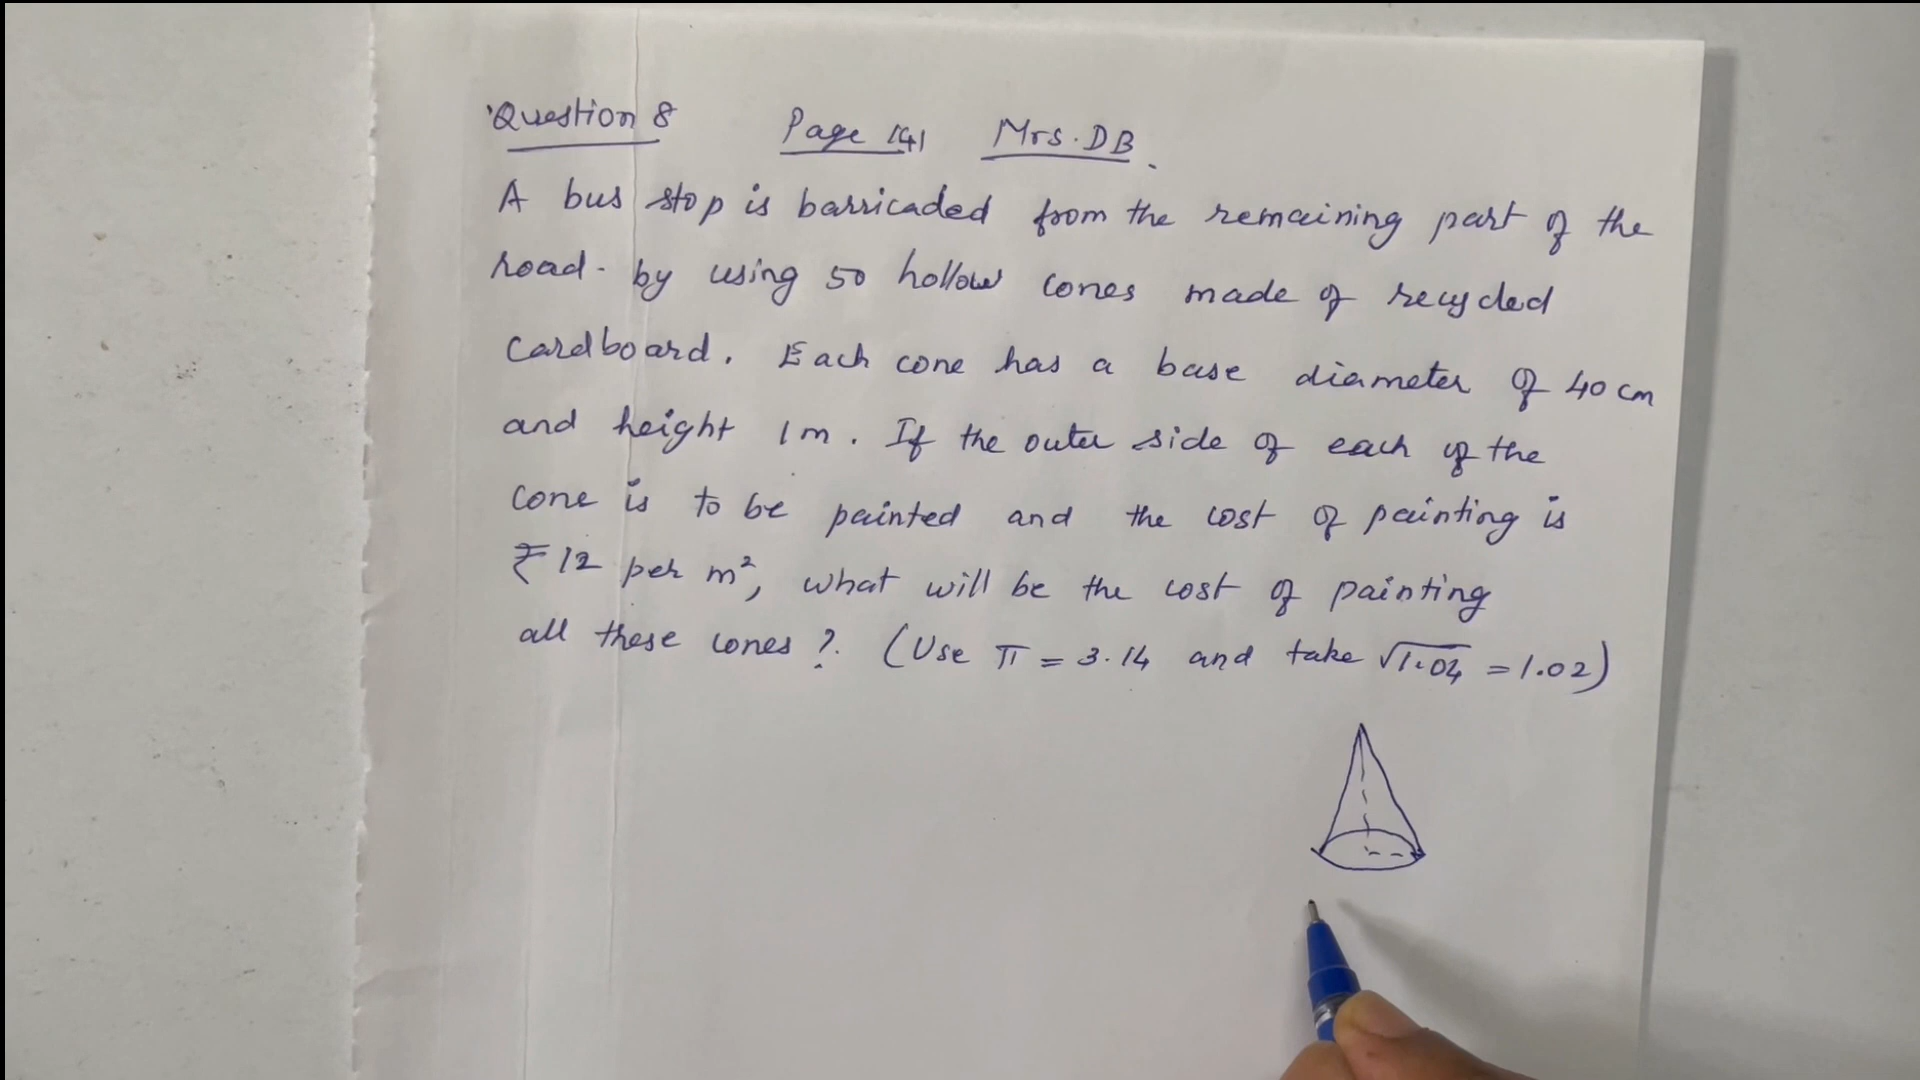 Question 8 Page 141 Mrs. DB.
A bus stop is barricaded from the remaining part of the
road. by using 50 hollow cones made of recycled
cardboard. Each cone has a base diameter of 40 cm
and height 1m. If the outer side of each of the
cone is to be painted and the cost of painting is
₹12 per m², what will be the cost of painting
all these cones? (Use π = 3.14 and take √1.04 = 1.02)